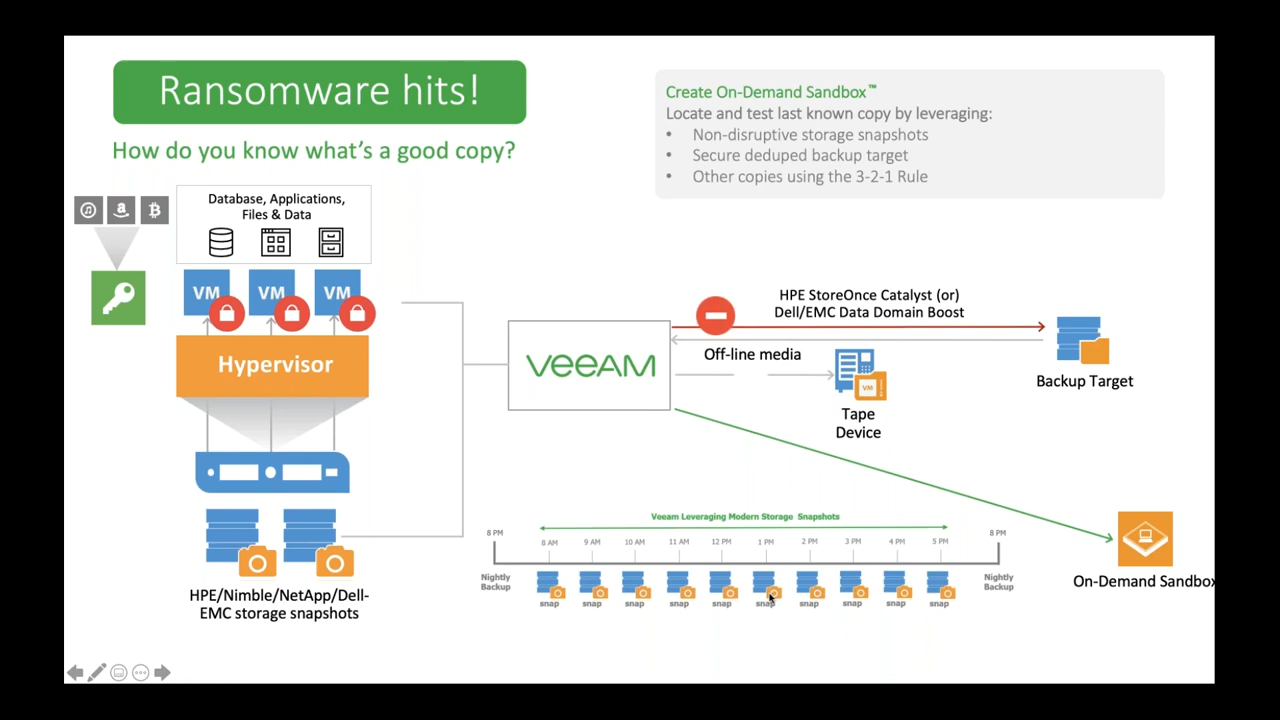 Ransomware hits!
How do you know what's a good copy?
Create On-Demand Sandbox™
Locate and test last known copy by leveraging:
• Non-disruptive storage snapshots
• Secure deduped backup target
• Other copies using the 3-2-1 Rule
Database, Applications,
Files & Data
VM VM VM
Hypervisor
HPE/Nimble/NetApp/Dell-
EMC storage snapshots
veeAM
HPE StoreOnce Catalyst (or)
Dell/EMC Data Domain Boost
Off-line media
VM
Tape
Device
Backup Target
On-Demand Sandbox
Veeam Leveraging Modern Storage Snapshots
8 PM 8 AM 9 AM 10 AM 11 AM 12 PM 1 PM 2 PM 3 PM 4 PM 5 PM 8 PM
Nightly
Backup
snap snap snap snap snap snap snap snap snap snap
Nightly
Backup